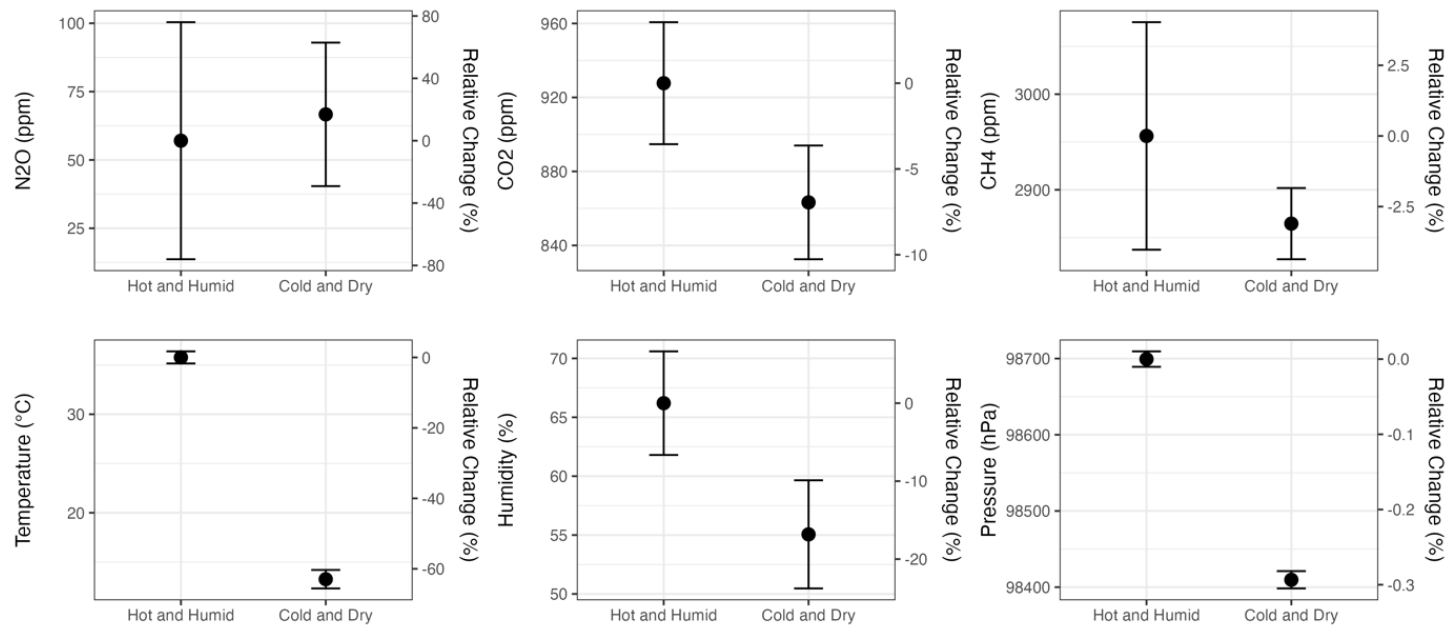 N2O (ppm)
100
75
50
25
80
40
0
-40
-80
Relative Change (%)
Hot and Humid
Cold and Dry
CO2 (ppm)
960
920
880
840
0
-5
-10
Relative Change (%)
Hot and Humid
Cold and Dry
CH4 (ppm)
3000
2900
2.5
0.0
-2.5
Relative Change (%)
Hot and Humid
Cold and Dry
Temperature (°C)
30
20
0
-20
-40
-60
Relative Change (%)
Hot and Humid
Cold and Dry
Humidity (%)
70
65
60
55
50
0
-10
-20
Relative Change (%)
Hot and Humid
Cold and Dry
Pressure (hPa)
98700
98600
98500
98400
0.0
-0.1
-0.2
-0.3
Relative Change (%)
Hot and Humid
Cold and Dry